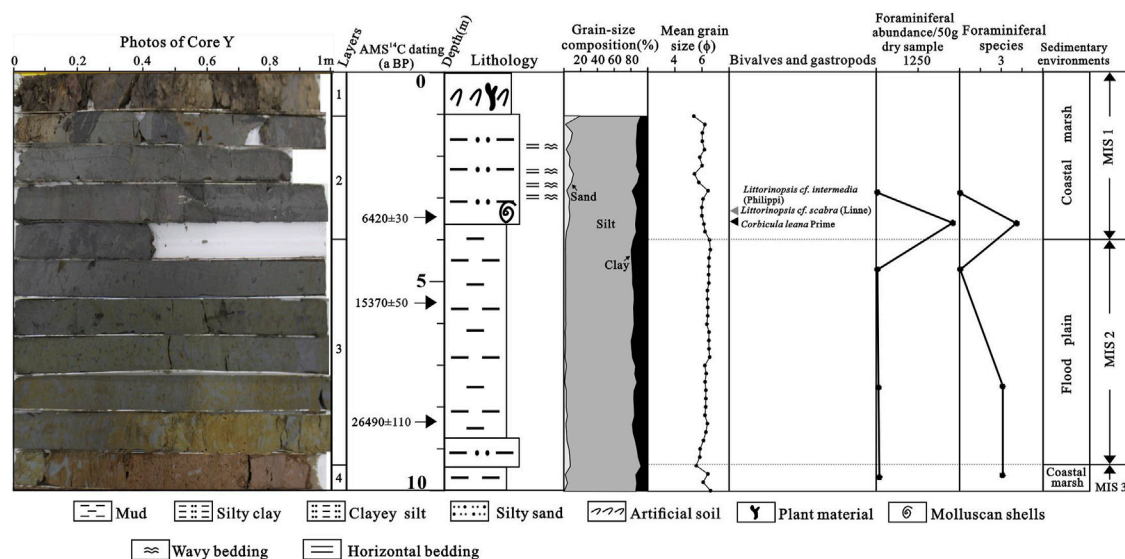 Photos of Core Y
0 0.2 0.4 0.6 0.8 1m
Layers
AMS¹⁴C dating
(a BP)
Depth(m)
Lithology
Grain-size
composition(%)
20 40 60 80
Mean grain
size (ϕ)
4 6
Bivalves and gastropods
Foraminiferal
abundance/50g
dry sample
1250
Foraminiferal
species
3
Sedimentary
environments
1
2
3
4
6420±30
15370±50
26490±110
0
5
10
Sand
Silt
Clay
Littorinopsis cf. intermedia
(Philippi)
Littorinopsis cf. scabra (Linne)
Corbicula leana Prime
Coastal marsh
Flood plain
Coastal
marsh
MIS 1
MIS 2
MIS 3
Mud
Silty clay
Clayey silt
Silty sand
Artificial soil
Plant material
Molluscan shells
Wavy bedding
Horizontal bedding